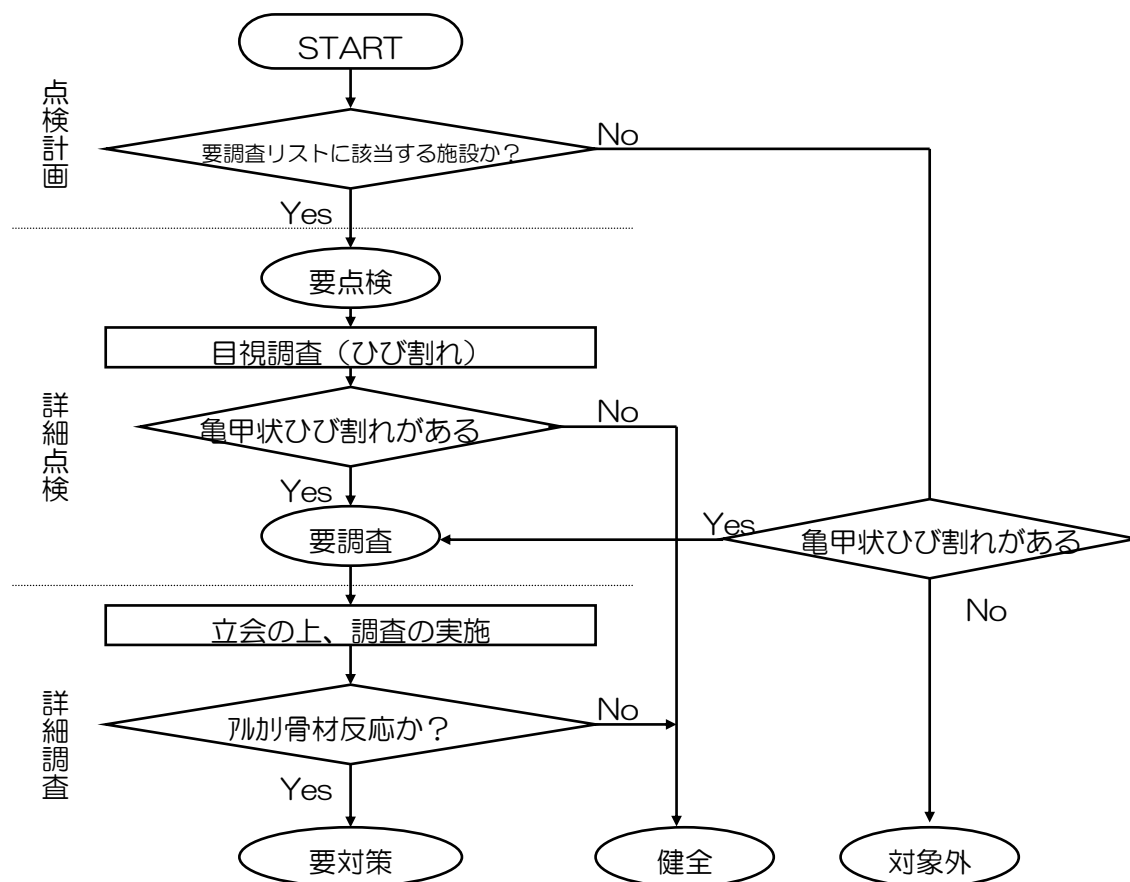 START
点検計画
要調査リストに該当する施設か？
No
Yes
要点検
目視調査（ひび割れ）
詳細点検
亀甲状ひび割れがある
No
Yes
要調査
Yes
亀甲状ひび割れがある
No
立会の上、調査の実施
詳細調査
ｱﾙｶﾘ骨材反応か？
No
Yes
要対策
健全
対象外